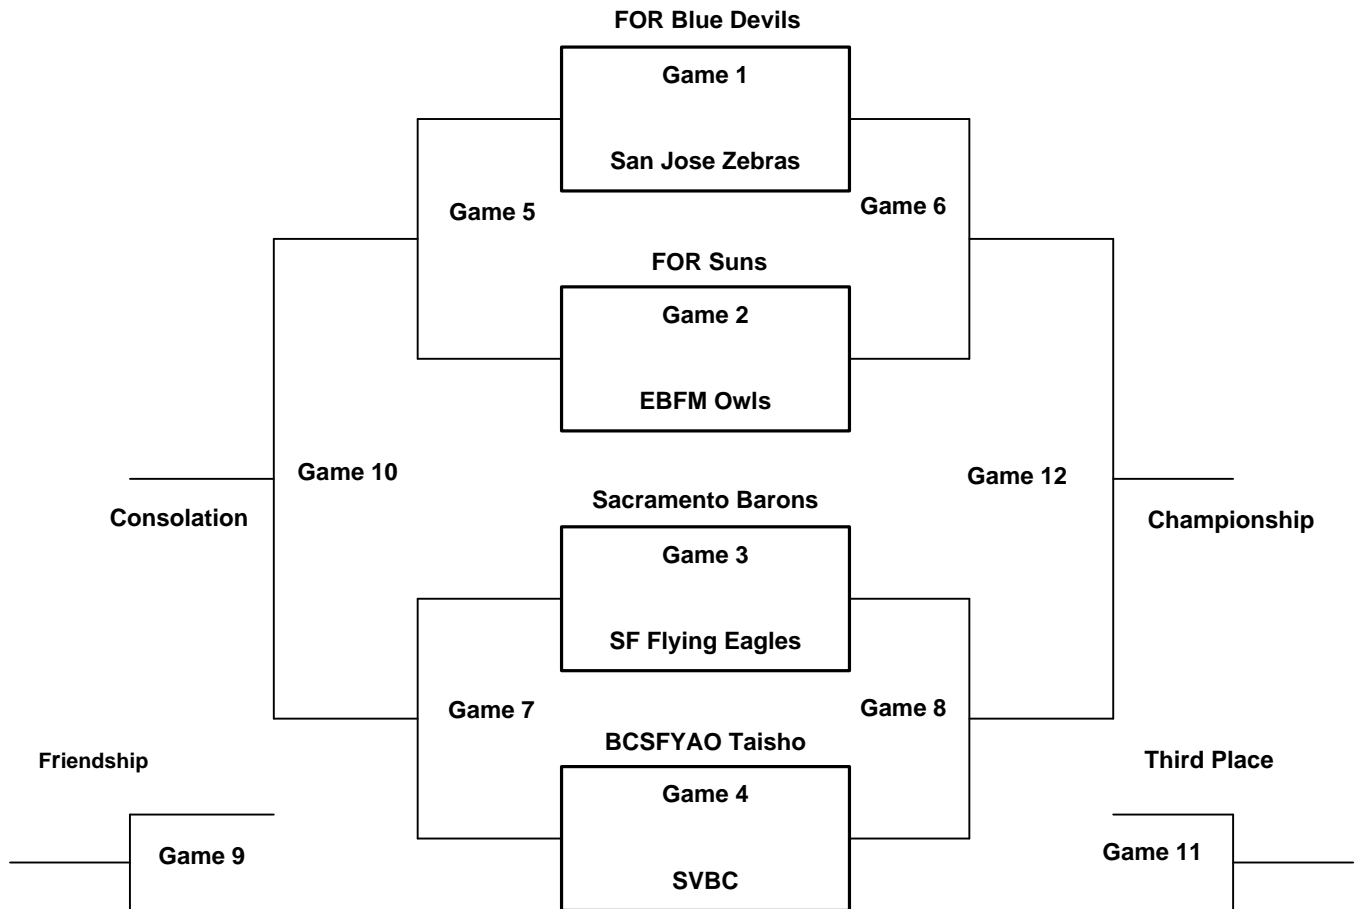 FOR Blue Devils
Game 1
San Jose Zebras
Game 5
Game 6
FOR Suns
Game 2
EBFM Owls
Game 10
Game 12
Sacramento Barons
Consolation
Championship
Game 3
SF Flying Eagles
Game 7
Game 8
BCSFYAO Taisho
Friendship
Third Place
Game 4
Game 9
Game 11
SVBC